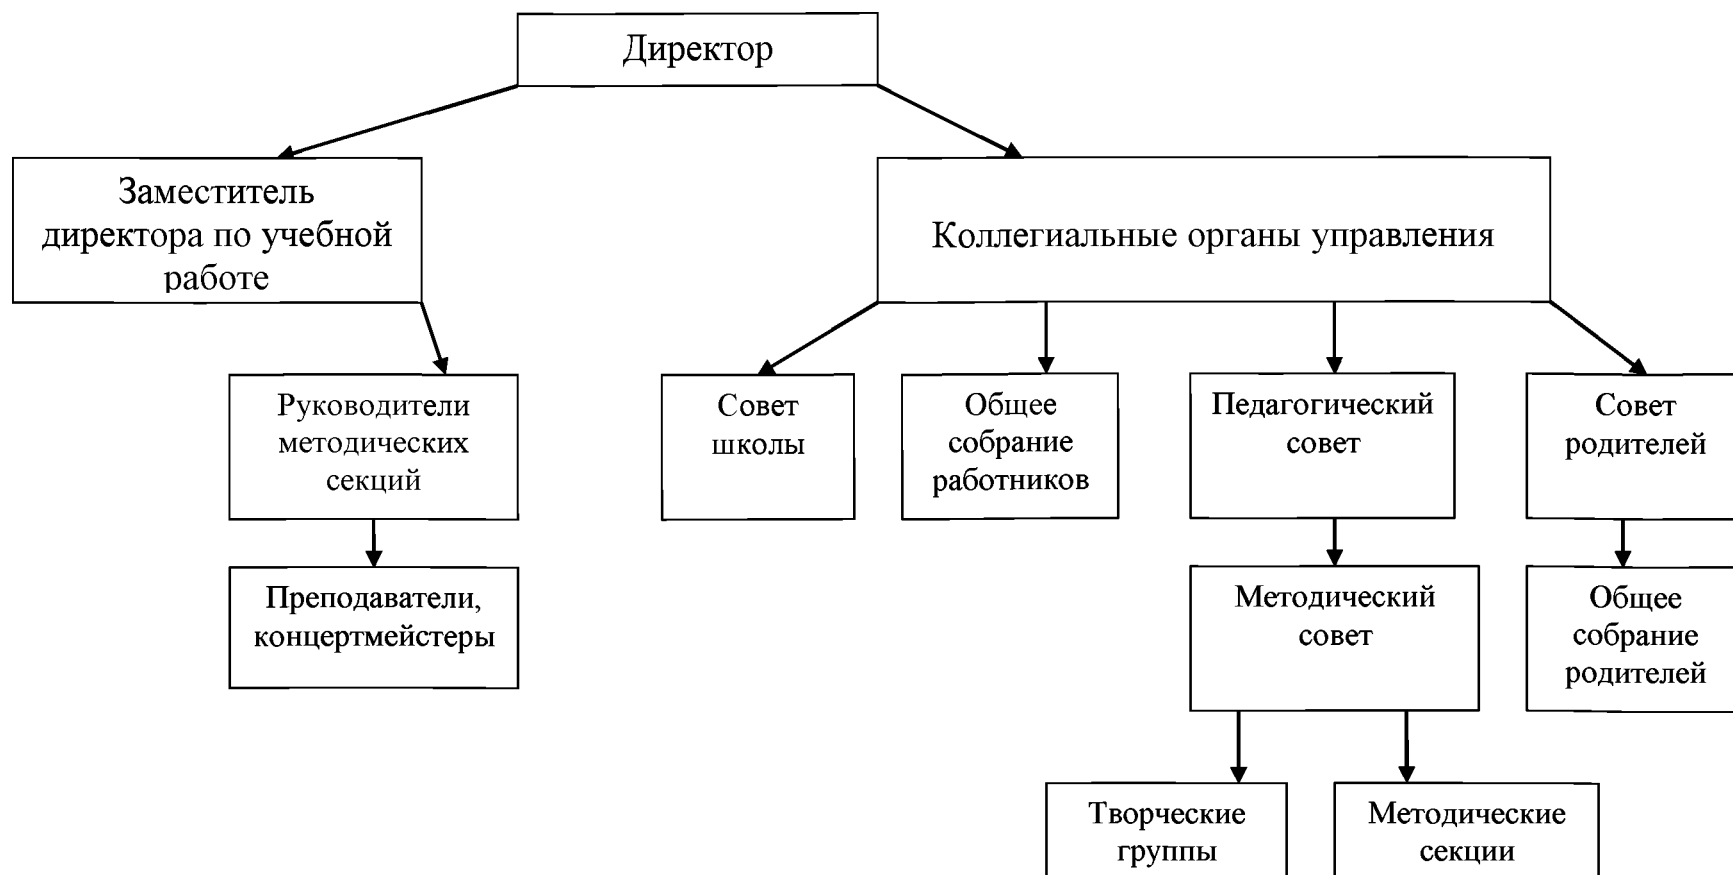 Директор
Заместитель
директора по учебной
работе
Коллегиальные органы управления
Руководители
методических
секций
Совет
школы
Общее
собрание
работников
Педагогический
совет
Совет
родителей
Преподаватели,
концертмейстеры
Методический
совет
Общее
собрание
родителей
Творческие
группы
Методические
секции